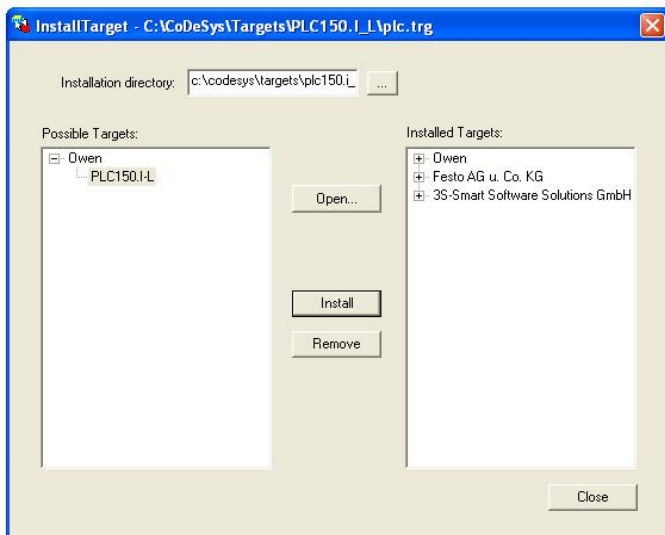 InstallTarget - C:\CoDeSys\Targets\PLC150.I_L\plc.trg
Installation directory: c:\codesys\targets\plc150.i_ ...
Possible Targets:
Owen
PLC150.I-L
Open...
Install
Remove
Installed Targets:
Owen
Festo AG u. Co. KG
3S-Smart Software Solutions GmbH
Close